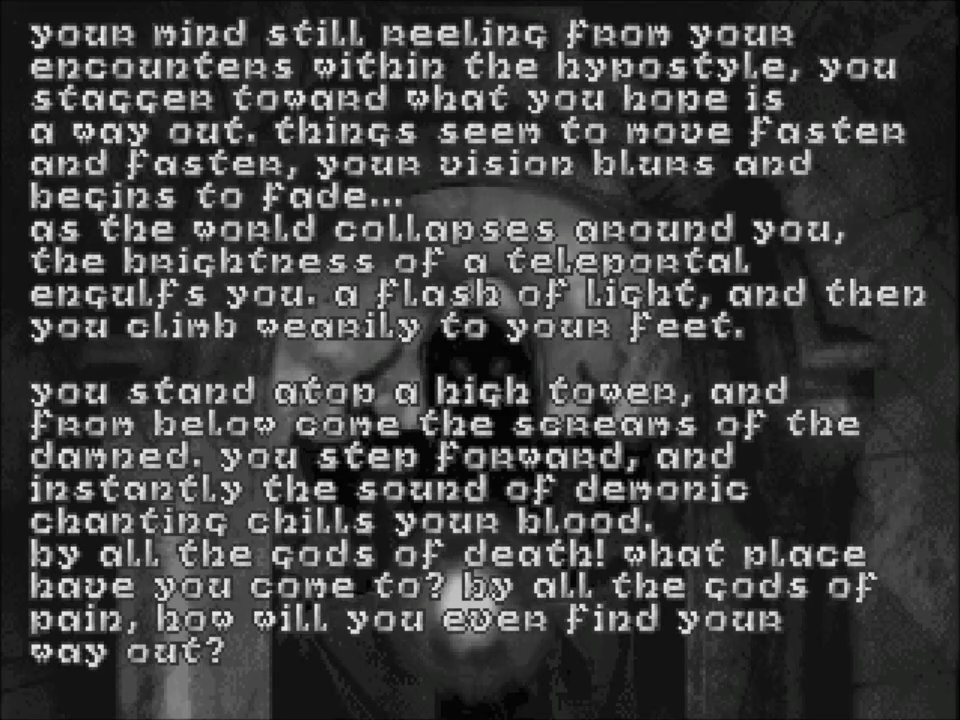 your mind still reeling from your
encounters within the hypostyle, you
stagger toward what you hope is
a way out. things seem to move faster
and faster, your vision blurs and
begins to fade...
as the world collapses around you,
the brightness of a teleportal
engulfs you. a flash of light, and then
you climb wearily to your feet.
you stand atop a high tower, and
from below come the screams of the
damned. you step forward, and
instantly the sound of demonic
chanting chills your blood.
by all the gods of death! what place
have you come to? by all the gods of
pain, how will you ever find your
way out?